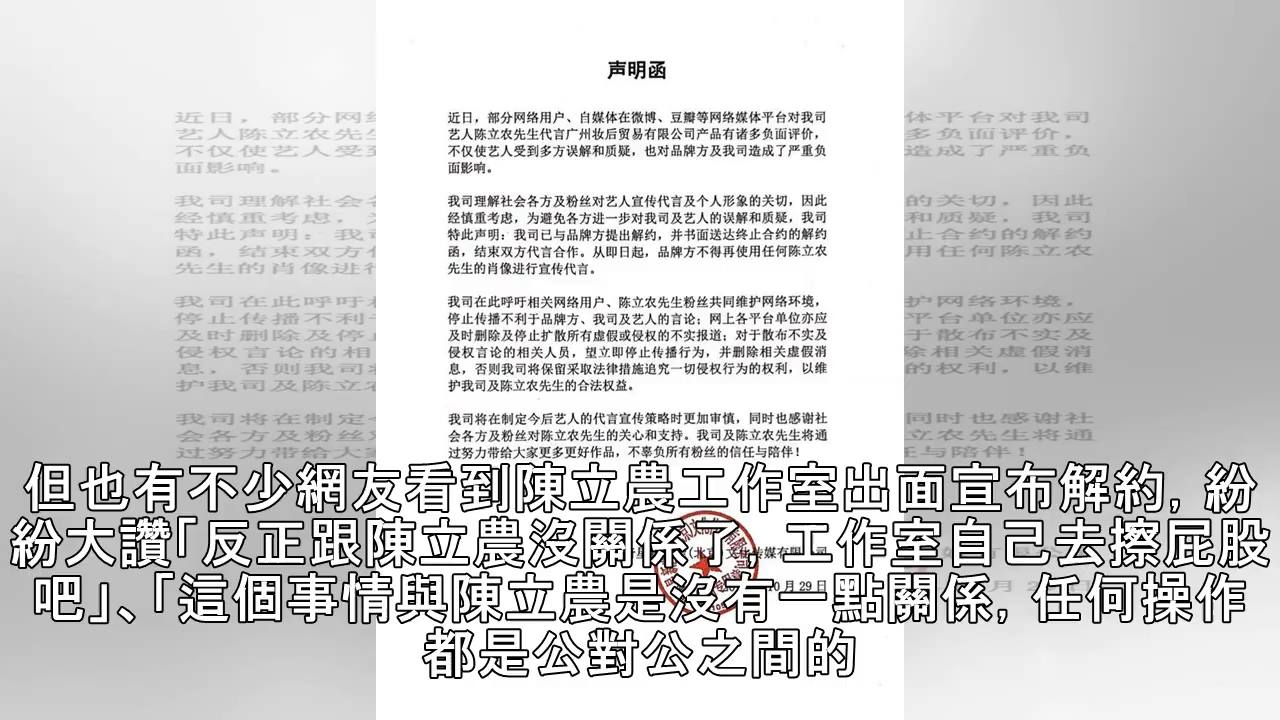 声明函
近日，部分网络用户、自媒体在微博、豆瓣等网络媒体平台对我司
艺人陈立农先生代言广州妆后贸易有限公司产品有诸多负面评价，
不仅使艺人受到多方误解和质疑，也对品牌方及我司造成了严重负
面影响。
我司理解社会各方及粉丝对艺人宣传代言及个人形象的关切，因此
经慎重考虑，为避免各方进一步对我司及艺人的误解和质疑，我司
特此声明：我司已与品牌方提出解约，并书面送达终止合约的解约
函，结束双方代言合作。从即日起，品牌方不得再使用任何陈立农
先生的肖像进行宣传代言。
我司在此呼吁相关网络用户、陈立农先生粉丝共同维护网络环境，
停止传播不利于品牌方、我司及艺人的言论；网上各平台单位亦应
及时删除及停止扩散所有虚假或侵权的不实报道；对于散布不实及
侵权言论的相关人员，望立即停止传播行为，并删除相关虚假消
息，否则我司将保留采取法律措施追究一切侵权行为的权利，以维
护我司及陈立农先生的合法权益。
我司将在制定今后艺人的代言宣传策略时更加审慎，同时也感谢社
会各方及粉丝对陈立农先生的关心和支持。我司及陈立农先生将通
过努力带给大家更多更好作品，不辜负所有粉丝的信任与陪伴！
（北京）文化传媒有限公司
10月29日
但也有不少網友看到陳立農工作室出面宣布解約，紛
紛大讚「反正跟陳立農沒關係了，工作室自己去擦屁股
吧」、「這個事情與陳立農是沒有一點關係，任何操作
都是公對公之間的